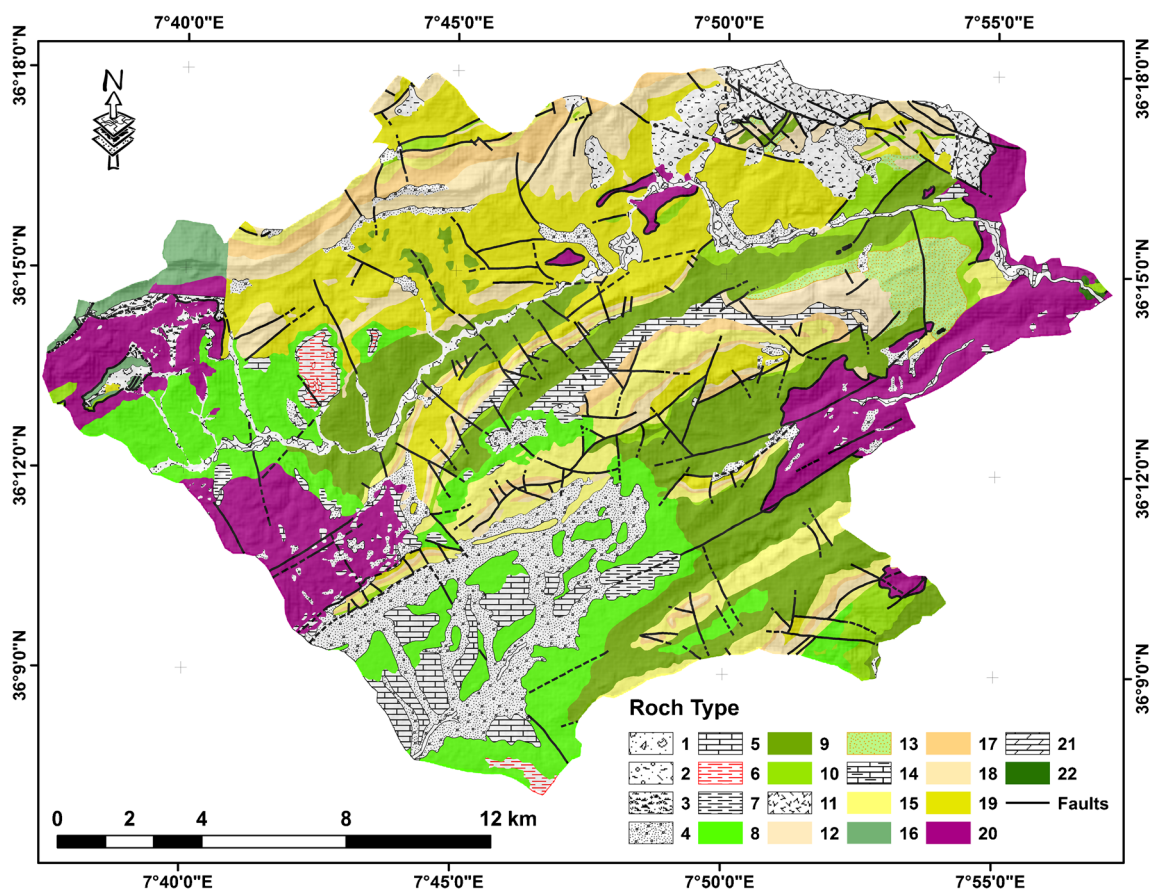 7°40'0"E 7°45'0"E 7°50'0"E 7°55'0"E
36°18'0"N 36°18'0"N
N
36°15'0"N 36°15'0"N
36°12'0"N 36°12'0"N
36°9'0"N 36°9'0"N
Roch Type
1 5 9 13 17 21
2 6 10 14 18 22
3 7 11 15 19 Faults
4 8 12 16 20
0 2 4 8 12 km
7°40'0"E 7°45'0"E 7°50'0"E 7°55'0"E